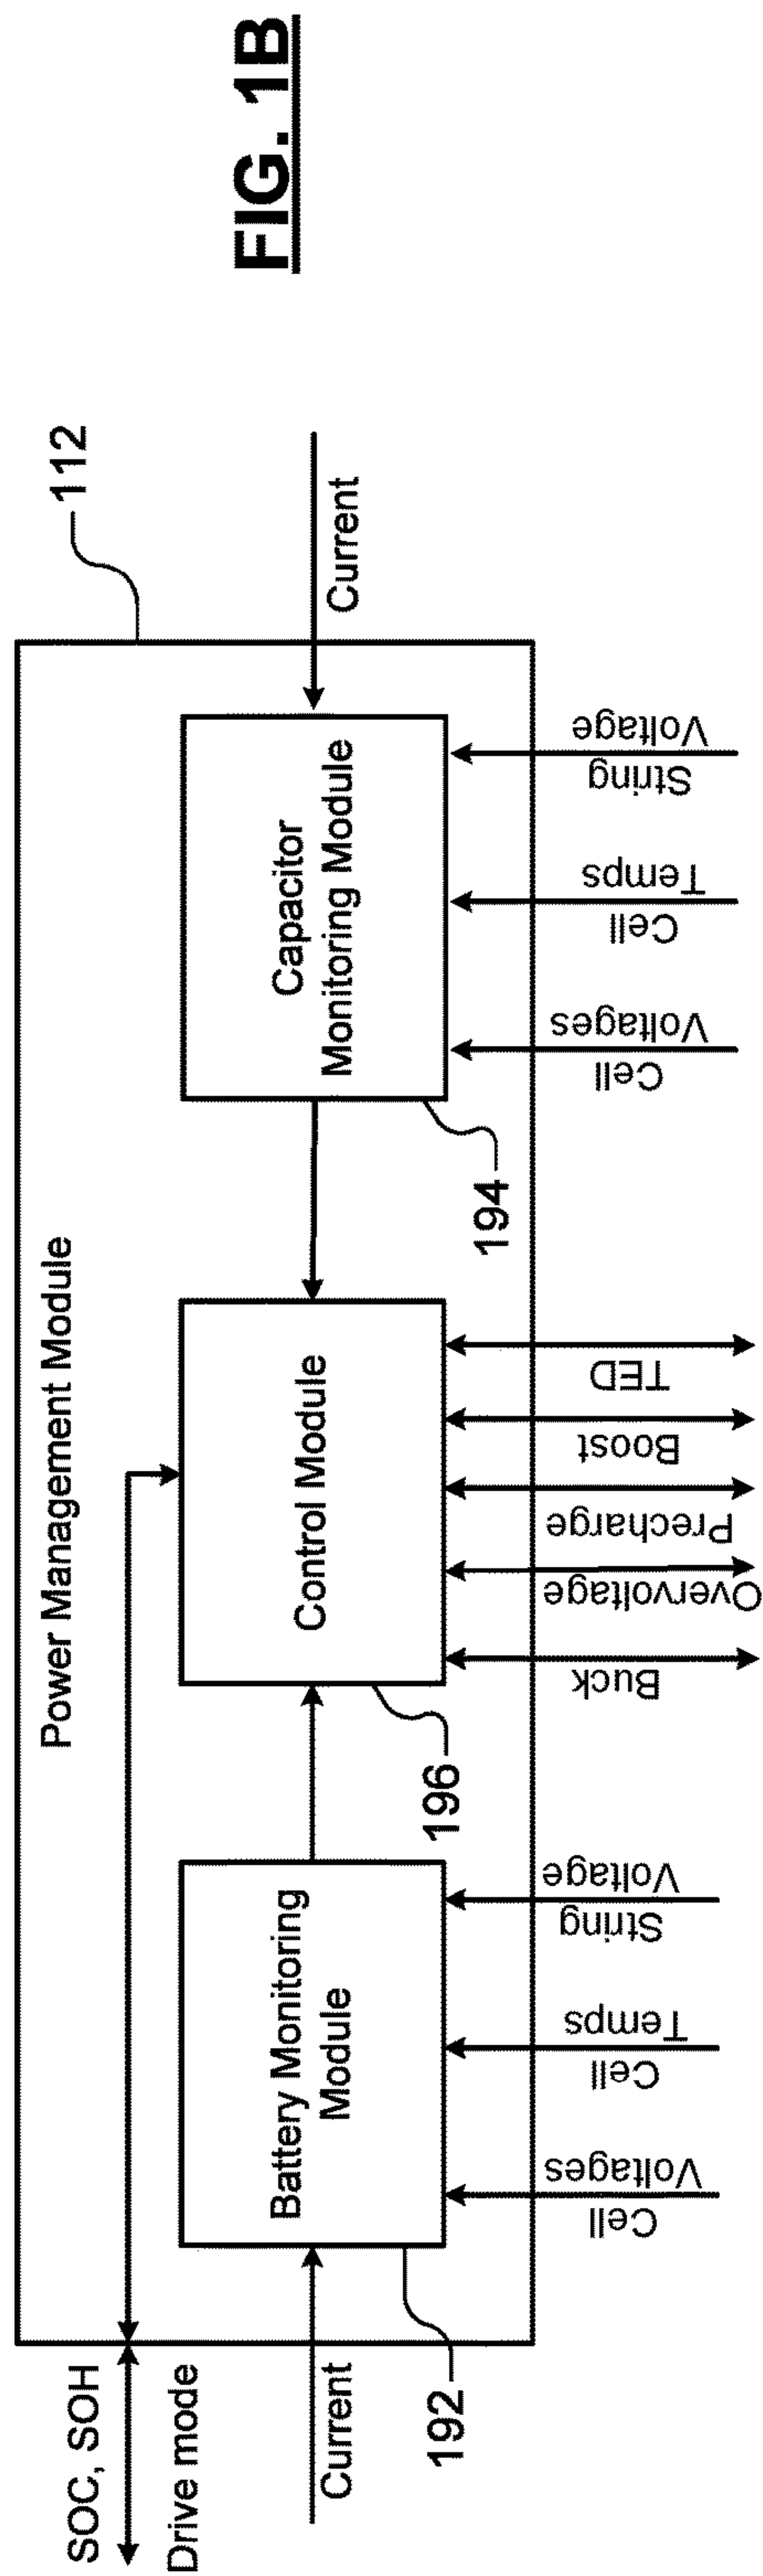 FIG. 1B
112
Power Management Module
SOC, SOH
Drive mode
Current
Battery Monitoring
Module
192
Cell
Voltages
Cell
Temps
String
Voltage
Control Module
196
Buck
Overvoltage
Precharge
Boost
TED
Capacitor
Monitoring Module
194
Cell
Voltages
Cell
Temps
String
Voltage
Current